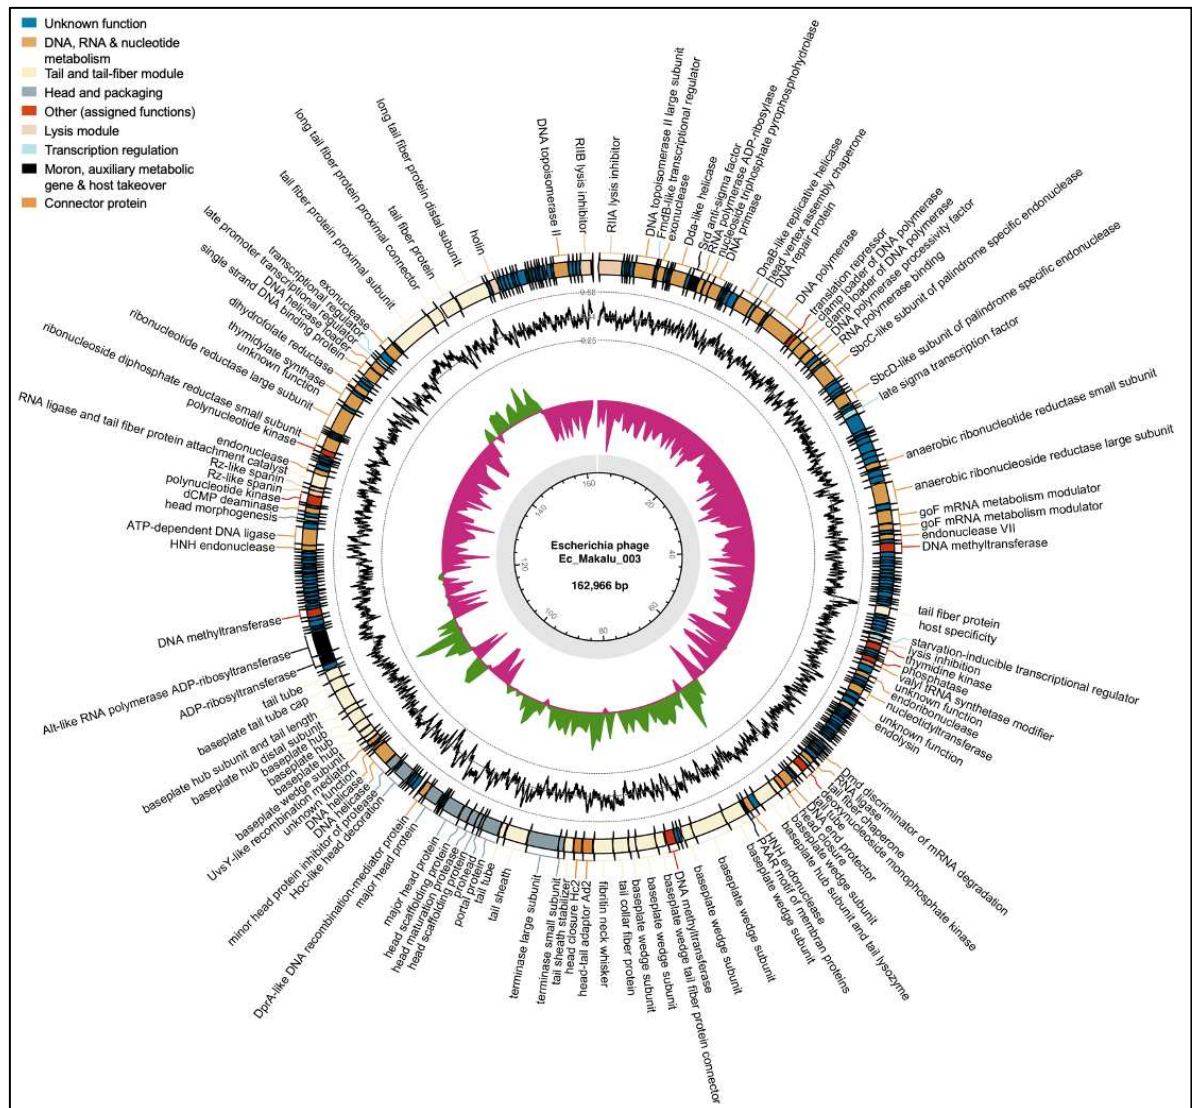 Unknown function
DNA, RNA & nucleotide
metabolism
Tail and tail-fiber module
Head and packaging
Other (assigned functions)
Lysis module
Transcription regulation
Moron, auxiliary metabolic
gene & host takeover
Connector protein
RIIA lysis inhibitor
DNA topoisomerase II large subunit
FmdB-like transcriptional regulator
exonuclease
Dda-like helicase
Srd anti-sigma factor
RNA polymerase ADP-ribosylase
nucleoside triphosphate pyrophosphohydrolase
DNA primase
DnaB-like replicative helicase
head vertex assembly chaperone
DNA repair protein
DNA polymerase
translation repressor
clamp loader of DNA polymerase
clamp loader of DNA polymerase
DNA polymerase processivity factor
RNA polymerase binding
SbcC-like subunit of palindrome specific endonuclease
SbcD-like subunit of palindrome specific endonuclease
late sigma transcription factor
anaerobic ribonucleotide reductase small subunit
anaerobic ribonucleoside reductase large subunit
goF mRNA metabolism modulator
goF mRNA metabolism modulator
endonuclease VII
DNA methyltransferase
tail fiber protein
host specificity
starvation-inducible transcriptional regulator
lysis inhibition
thymidine kinase
phosphatase
valyl tRNA synthetase modifier
unknown function
endoribonuclease
nucleotidytransferase
unknown function
endolysin
Dmd discriminator of mRNA degradation
RNA ligase
tail fiber chaperone
deoxynucleoside monophosphate kinase
tail tube
DNA end protector
head closure
baseplate wedge subunit
baseplate hub subunit and tail lysozyme
HNH endonuclease
PAAR motif of membran proteins
baseplate wedge subunit
baseplate wedge subunit
baseplate wedge subunit
DNA methyltransferase
baseplate wedge tail fiber protein connector
baseplate wedge subunit
baseplate wedge subunit
tail collar fiber protein
fibritin neck whisker
head-tail adaptor Ad2
head closure Hc2
tail sheath stabilizer
terminase small subunit
terminase large subunit
tail sheath
tail tube
portal protein
prohead
head scaffolding protein
head maturation protease
head scaffolding protein
major head protein
major head protein
DprA-like DNA recombination-mediator protein
Hoc-like head decoration
minor head protein inhibitor of protease
DNA helicase
DNA helicase
unknown function
UvsY-like recombination mediator
baseplate wedge subunit
baseplate hub
baseplate hub
baseplate hub distal subunit
baseplate hub subunit and tail length
baseplate tail tube cap
tail tube
ADP-ribosyltransferase
Alt-like RNA polymerase ADP-ribosyltransferase
DNA methyltransferase
HNH endonuclease
ATP-dependent DNA ligase
head morphogenesis
dCMP deaminase
polynucleotide kinase
Rz-like spanin
Rz-like spanin
RNA ligase and tail fiber protein attachment catalyst
endonuclease
polynucleotide kinase
ribonucleoside diphosphate reductase small subunit
ribonucleotide reductase large subunit
unknown function
thymidylate synthase
dihydrofolate reductase
single strand DNA binding protein
DNA helicase loader
late promoter transcriptional regulator
transcriptional regulator
exonuclease
tail fiber protein proximal subunit
long tail fiber protein proximal connector
tail fiber protein
long tail fiber protein distal subunit
holin
DNA topoisomerase II
RIIB lysis inhibitor
0.25
Escherichia phage
Ec_Makalu_003
162,966 bp
20
40
60
80
100
120
140
160